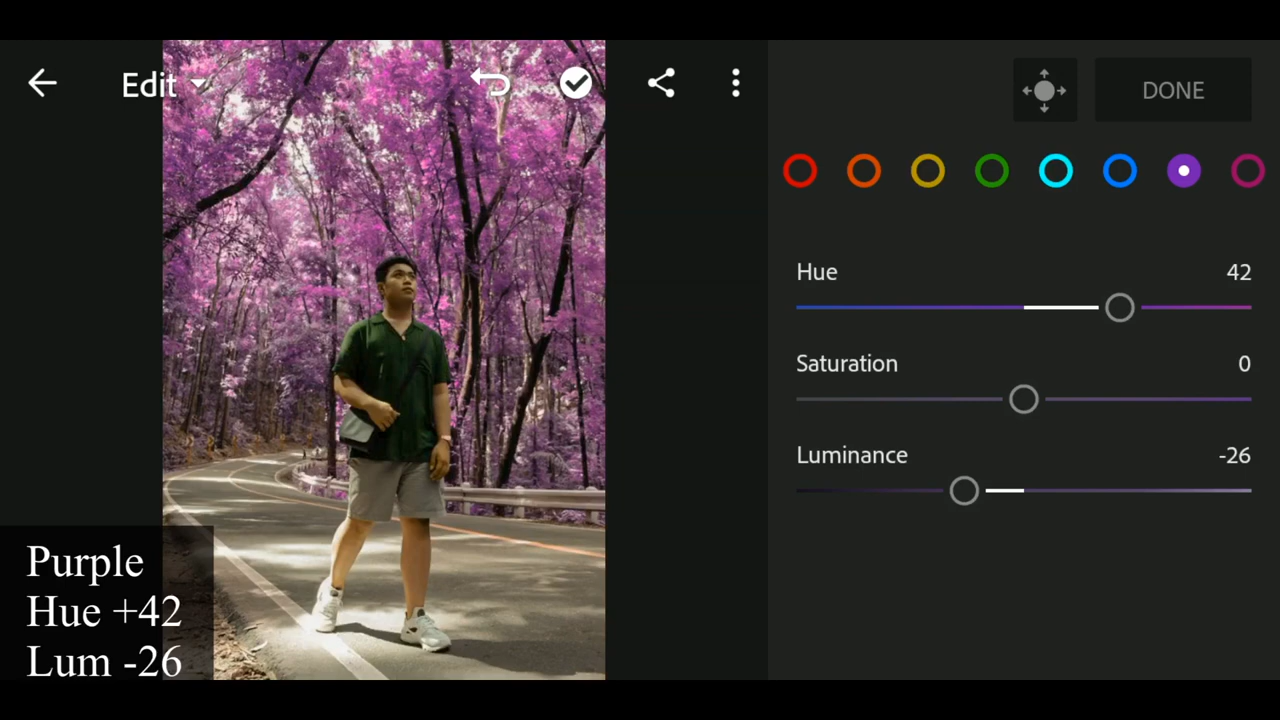 Edit
DONE
Hue 42
Saturation 0
Luminance -26
Purple
Hue +42
Lum -26